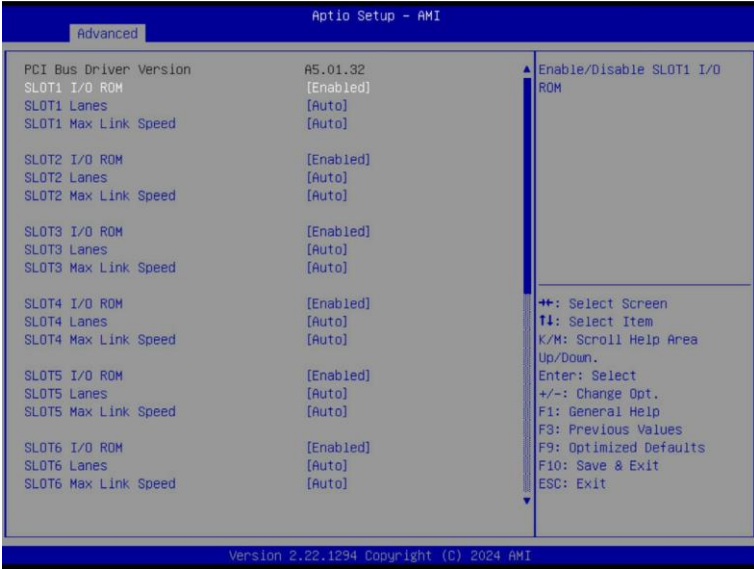 Aptio Setup - AMI
Advanced
PCI Bus Driver Version A5.01.32
SLOT1 I/O ROM [Enabled]
SLOT1 Lanes [Auto]
SLOT1 Max Link Speed [Auto]
SLOT2 I/O ROM [Enabled]
SLOT2 Lanes [Auto]
SLOT2 Max Link Speed [Auto]
SLOT3 I/O ROM [Enabled]
SLOT3 Lanes [Auto]
SLOT3 Max Link Speed [Auto]
SLOT4 I/O ROM [Enabled]
SLOT4 Lanes [Auto]
SLOT4 Max Link Speed [Auto]
SLOT5 I/O ROM [Enabled]
SLOT5 Lanes [Auto]
SLOT5 Max Link Speed [Auto]
SLOT6 I/O ROM [Enabled]
SLOT6 Lanes [Auto]
SLOT6 Max Link Speed [Auto]
Enable/Disable SLOT1 I/O
ROM
→←: Select Screen
↑↓: Select Item
K/M: Scroll Help Area
Up/Down.
Enter: Select
+/-: Change Opt.
F1: General Help
F3: Previous Values
F9: Optimized Defaults
F10: Save & Exit
ESC: Exit
Version 2.22.1294 Copyright (C) 2024 AMI